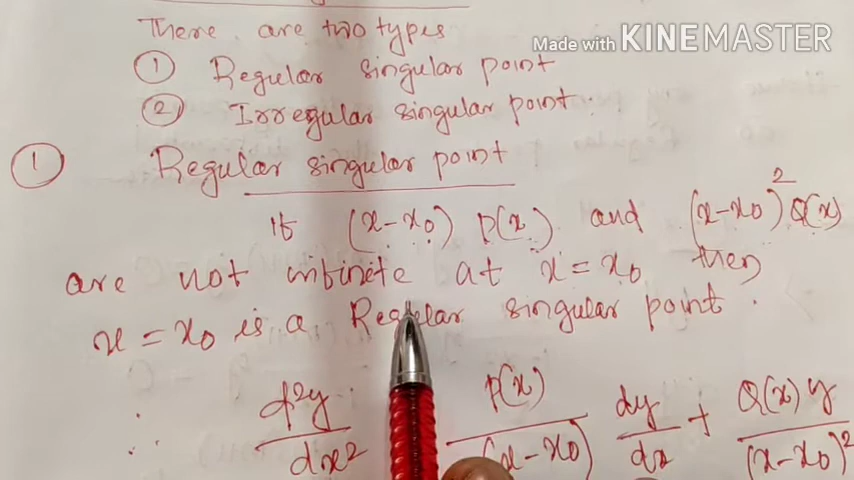 There are two types
Made with KINEMASTER
① Regular singular point
② Irregular singular point.
① Regular singular point
If (x-x₀) P(x) and (x-x₀)² Q(x)
are not infinite at x = x₀ then
x = x₀ is a Regular singular point.
∴ d²y/dx² P(x)/(x-x₀) dy/dx + Q(x)y/(x-x₀)²